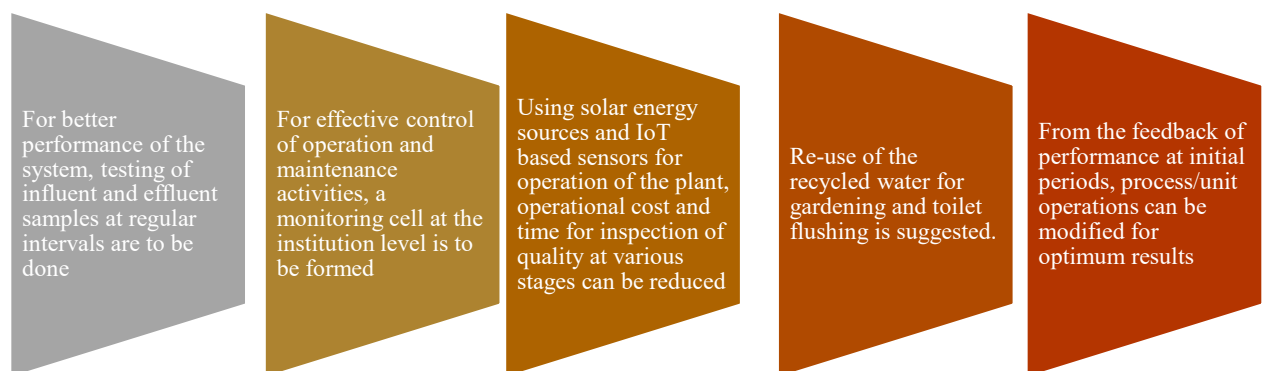 For better
performance of the
system, testing of
influent and effluent
samples at regular
intervals are to be
done
For effective control
of operation and
maintenance
activities, a
monitoring cell at the
institution level is to
be formed
Using solar energy
sources and IoT
based sensors for
operation of the plant,
operational cost and
time for inspection of
quality at various
stages can be reduced
Re-use of the
recycled water for
gardening and toilet
flushing is suggested.
From the feedback of
performance at initial
periods, process/unit
operations can be
modified for
optimum results